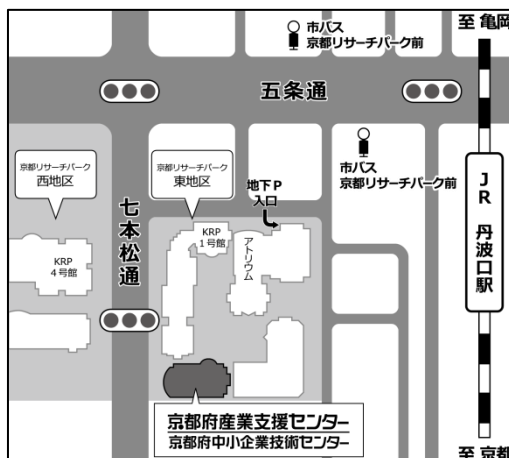 至 亀岡
市バス
京都リサーチパーク前
五条通
市バス
京都リサーチパーク前
京都リサーチパーク
西地区
京都リサーチパーク
東地区
地下P
入口
七本松通
JR 丹波口駅
KRP
1号館
アトリウム
KRP
4号館
京都府産業支援センター
京都府中小企業技術センター
至 京都